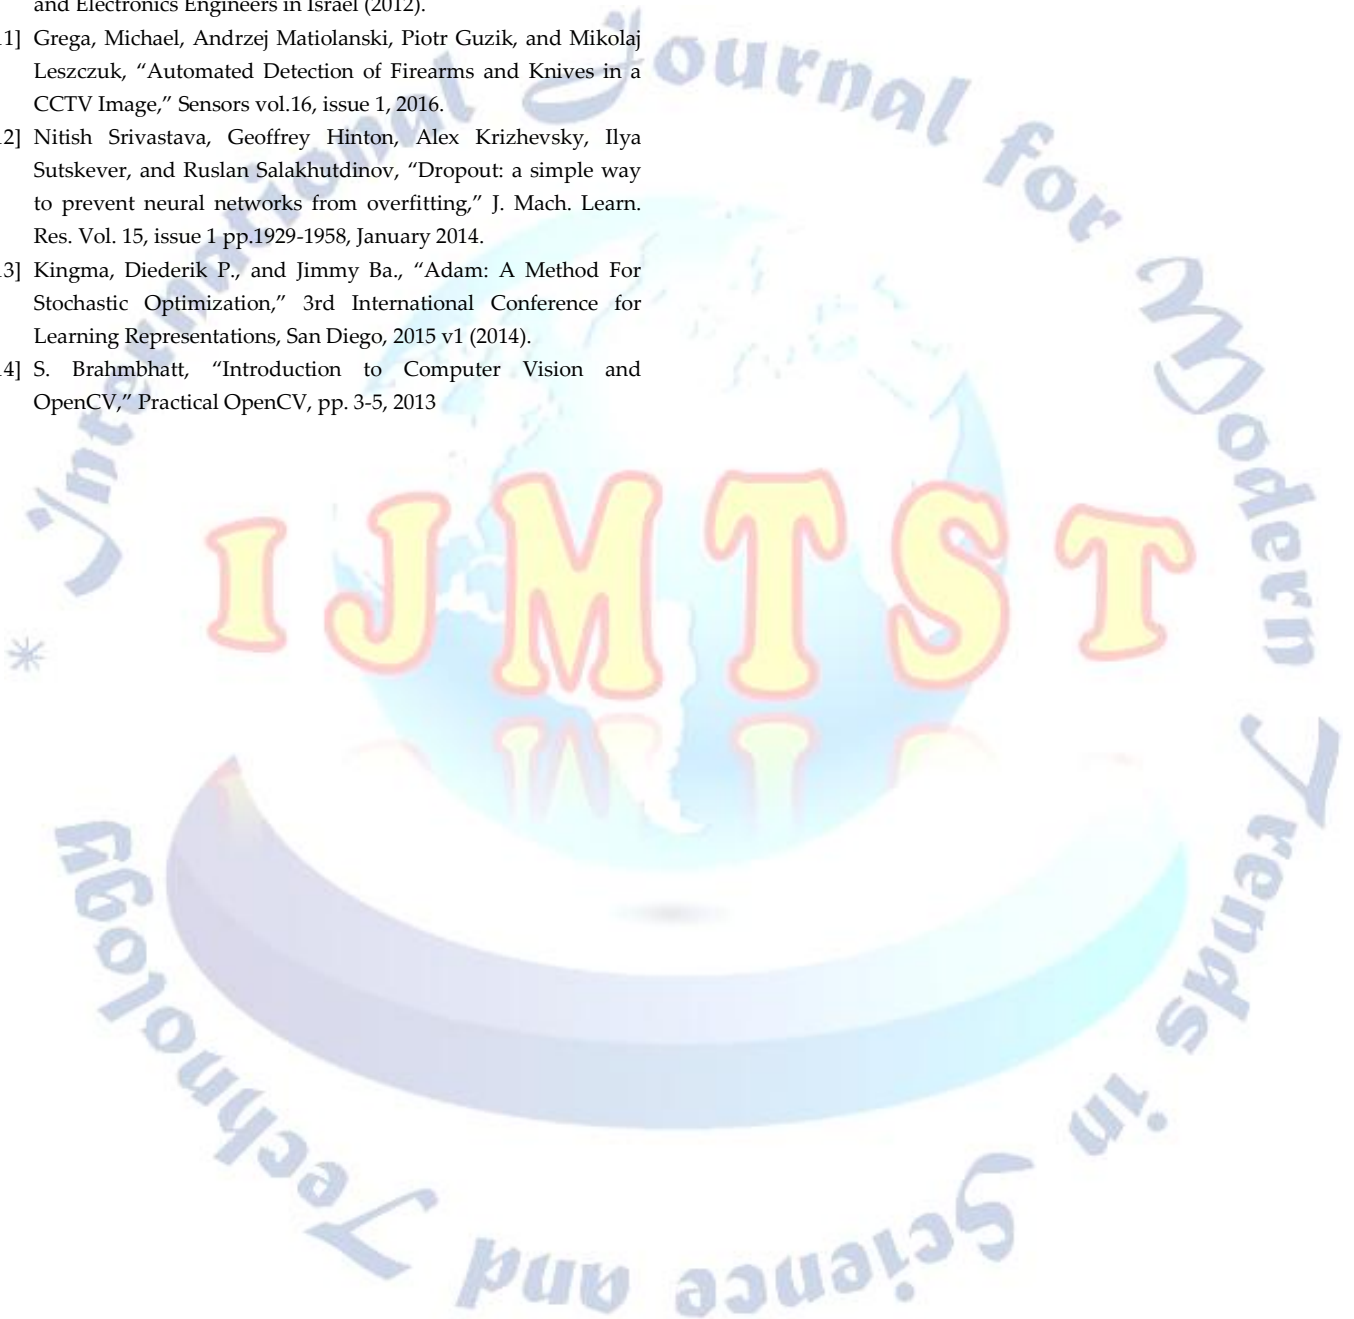 and Electronics Engineers in Israel (2012).
1] Grega, Michael, Andrzej Matiolanski, Piotr Guzik, and Mikolaj
Leszczuk, “Automated Detection of Firearms and Knives in a
CCTV Image,” Sensors vol.16, issue 1, 2016.
2] Nitish Srivastava, Geoffrey Hinton, Alex Krizhevsky, Ilya
Sutskever, and Ruslan Salakhutdinov, “Dropout: a simple way
to prevent neural networks from overfitting,” J. Mach. Learn.
Res. Vol. 15, issue 1 pp.1929-1958, January 2014.
3] Kingma, Diederik P., and Jimmy Ba., “Adam: A Method For
Stochastic Optimization,” 3rd International Conference for
Learning Representations, San Diego, 2015 v1 (2014).
4] S. Brahmbhatt, “Introduction to Computer Vision and
OpenCV,” Practical OpenCV, pp. 3-5, 2013
International Journal for Modern Trends in Science and Technology
IJMTST